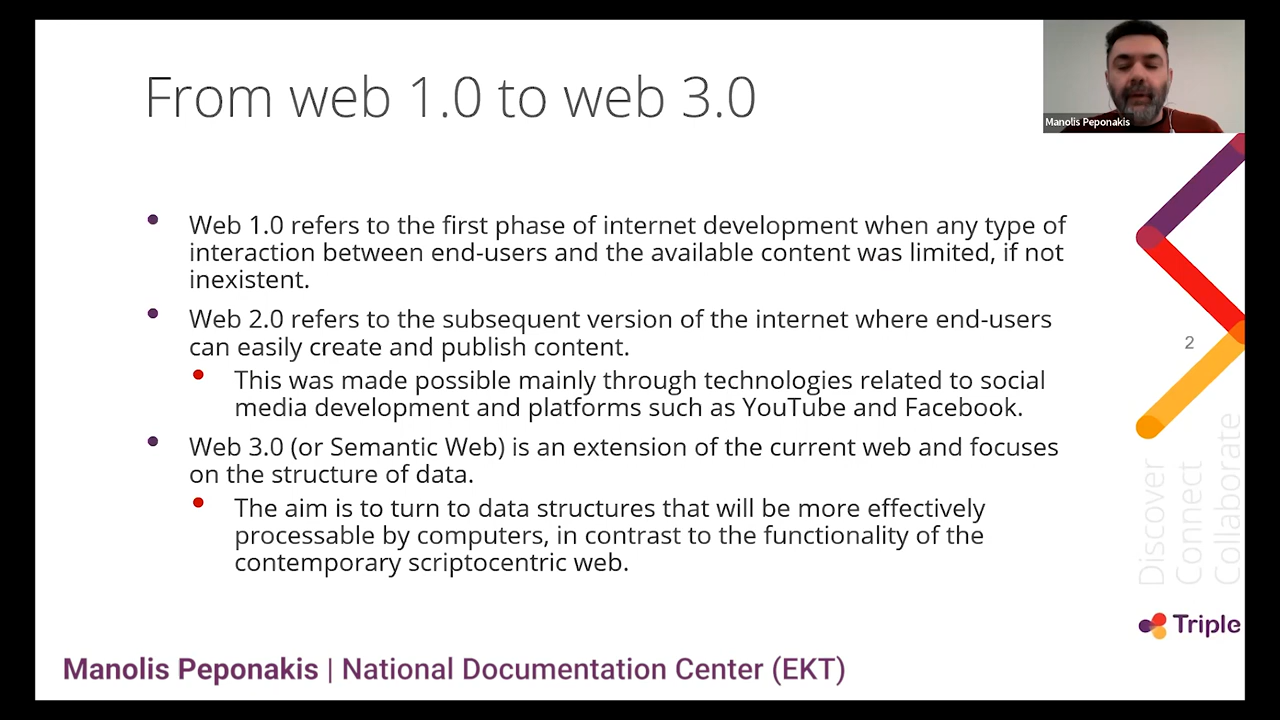 From web 1.0 to web 3.0
Manolis Peponakis
• Web 1.0 refers to the first phase of internet development when any type of
interaction between end-users and the available content was limited, if not
inexistent.
• Web 2.0 refers to the subsequent version of the internet where end-users
can easily create and publish content.
• This was made possible mainly through technologies related to social
media development and platforms such as YouTube and Facebook.
• Web 3.0 (or Semantic Web) is an extension of the current web and focuses
on the structure of data.
• The aim is to turn to data structures that will be more effectively
processable by computers, in contrast to the functionality of the
contemporary scriptocentric web.
2
Discover
Connect
Collaborate
Triple
Manolis Peponakis | National Documentation Center (EKT)